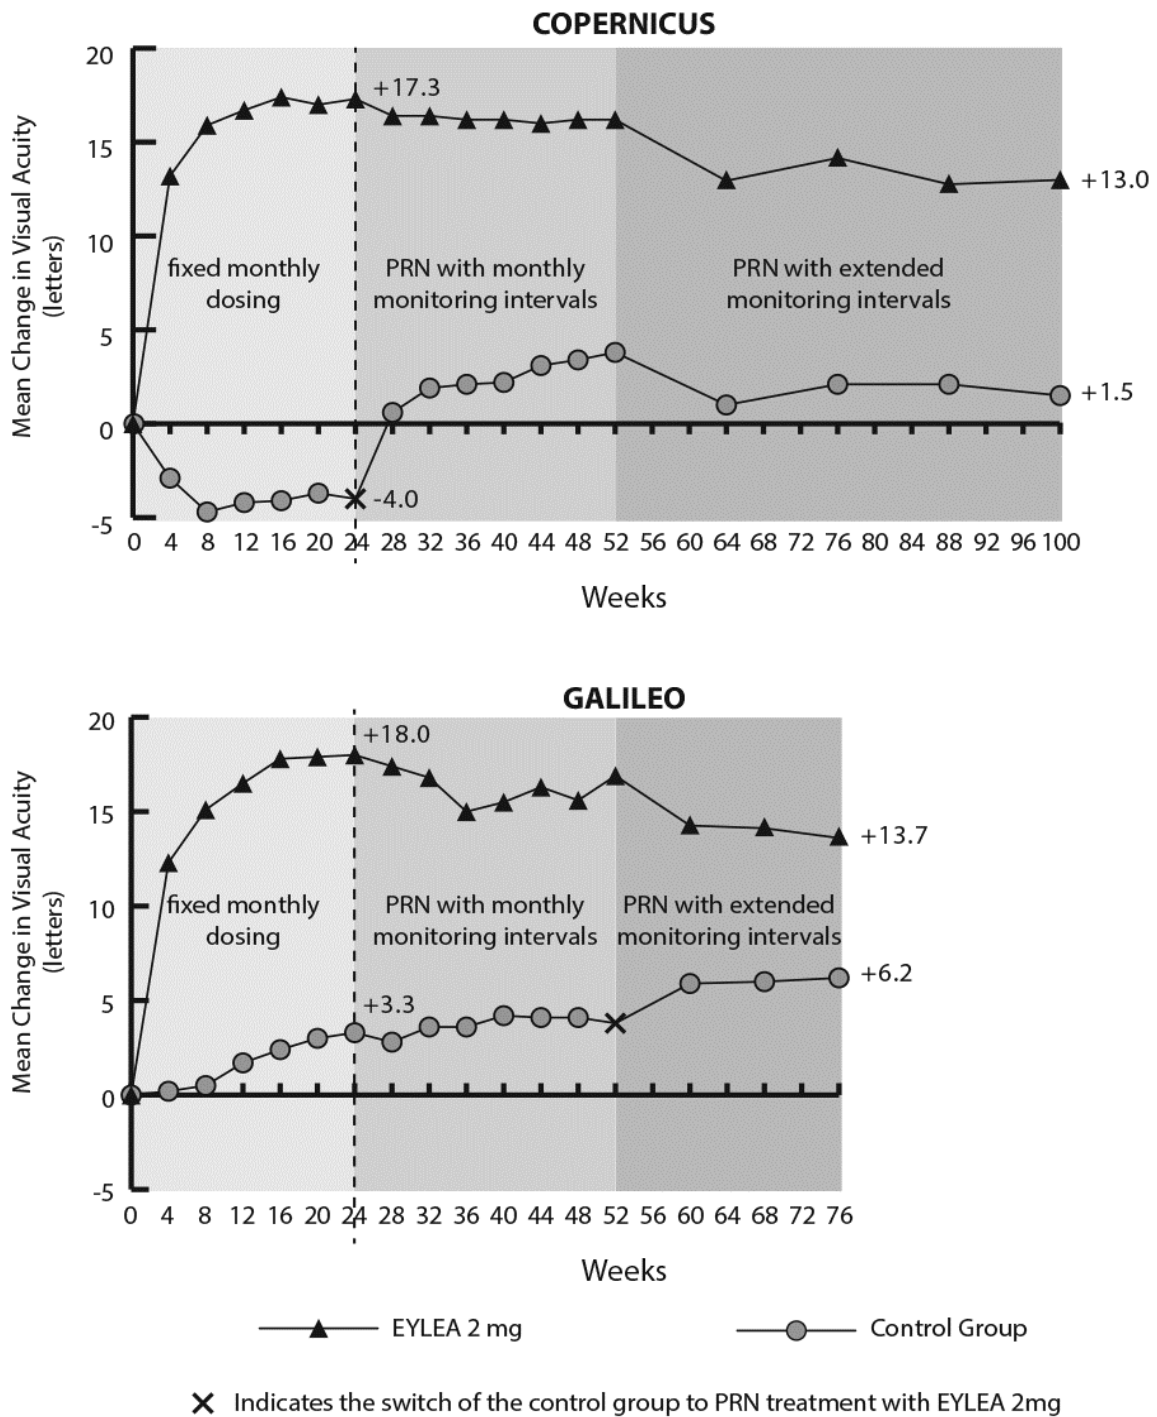 COPERNICUS
Mean Change in Visual Acuity
(letters)
20
15
10
5
0
-5
+17.3
+13.0
fixed monthly
dosing
PRN with monthly
monitoring intervals
PRN with extended
monitoring intervals
+1.5
-4.0
0 4 8 12 16 20 24 28 32 36 40 44 48 52 56 60 64 68 72 76 80 84 88 92 96 100
Weeks
GALILEO
Mean Change in Visual Acuity
(letters)
20
15
10
5
0
-5
+18.0
+13.7
fixed monthly
dosing
PRN with monthly
monitoring intervals
PRN with extended
monitoring intervals
+3.3
+6.2
0 4 8 12 16 20 24 28 32 36 40 44 48 52 56 60 64 68 72 76
Weeks
EYLEA 2 mg
Control Group
Indicates the switch of the control group to PRN treatment with EYLEA 2mg